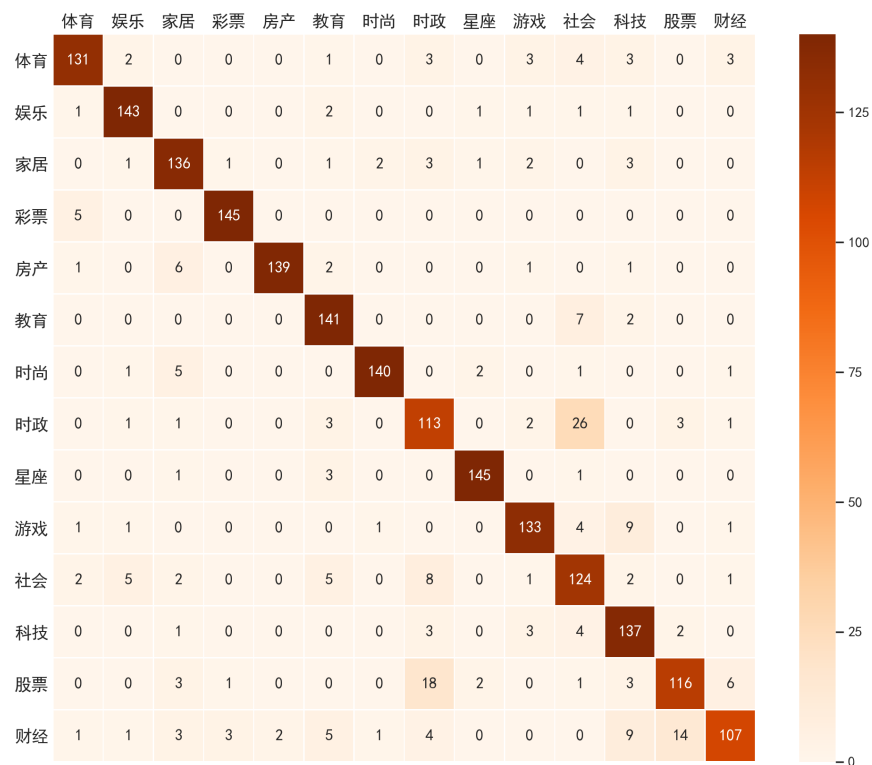 体育 娱乐 家居 彩票 房产 教育 时尚 时政 星座 游戏 社会 科技 股票 财经
体育 131 2 0 0 0 1 0 3 0 3 4 3 0 3
娱乐 1 143 0 0 0 2 0 0 1 1 1 1 0 0
家居 0 1 136 1 0 1 2 3 1 2 0 3 0 0
彩票 5 0 0 145 0 0 0 0 0 0 0 0 0 0
房产 1 0 6 0 139 2 0 0 0 1 0 1 0 0
教育 0 0 0 0 0 141 0 0 0 0 7 2 0 0
时尚 0 1 5 0 0 0 140 0 2 0 1 0 0 1
时政 0 1 1 0 0 3 0 113 0 2 26 0 3 1
星座 0 0 1 0 0 3 0 0 145 0 1 0 0 0
游戏 1 1 0 0 0 0 1 0 0 133 4 9 0 1
社会 2 5 2 0 0 5 0 8 0 1 124 2 0 1
科技 0 0 1 0 0 0 0 3 0 3 4 137 2 0
股票 0 0 3 1 0 0 0 18 2 0 1 3 116 6
财经 1 1 3 3 2 5 1 4 0 0 0 9 14 107
125
100
75
50
25
0